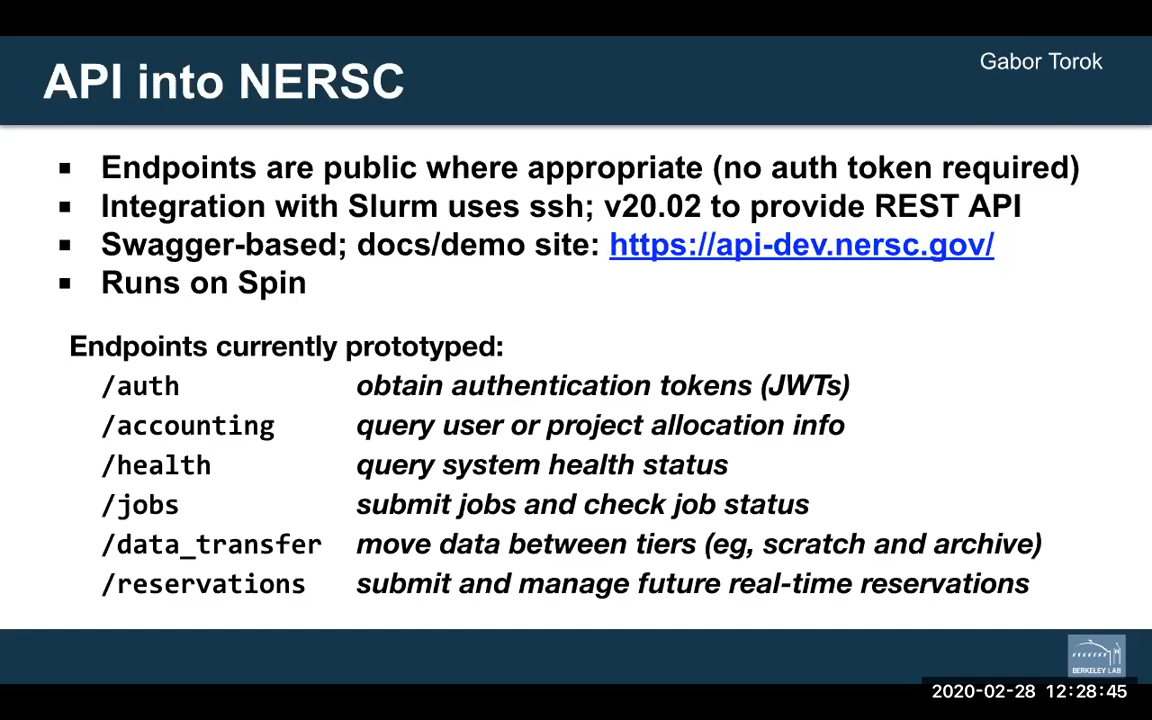 API into NERSC
Gabor Torok
▪ Endpoints are public where appropriate (no auth token required)
▪ Integration with Slurm uses ssh; v20.02 to provide REST API
▪ Swagger-based; docs/demo site: https://api-dev.nersc.gov/
▪ Runs on Spin
Endpoints currently prototyped:
/auth obtain authentication tokens (JWTs)
/accounting query user or project allocation info
/health query system health status
/jobs submit jobs and check job status
/data_transfer move data between tiers (eg, scratch and archive)
/reservations submit and manage future real-time reservations
BERKELEY LAB
2020-02-28 12:28:45